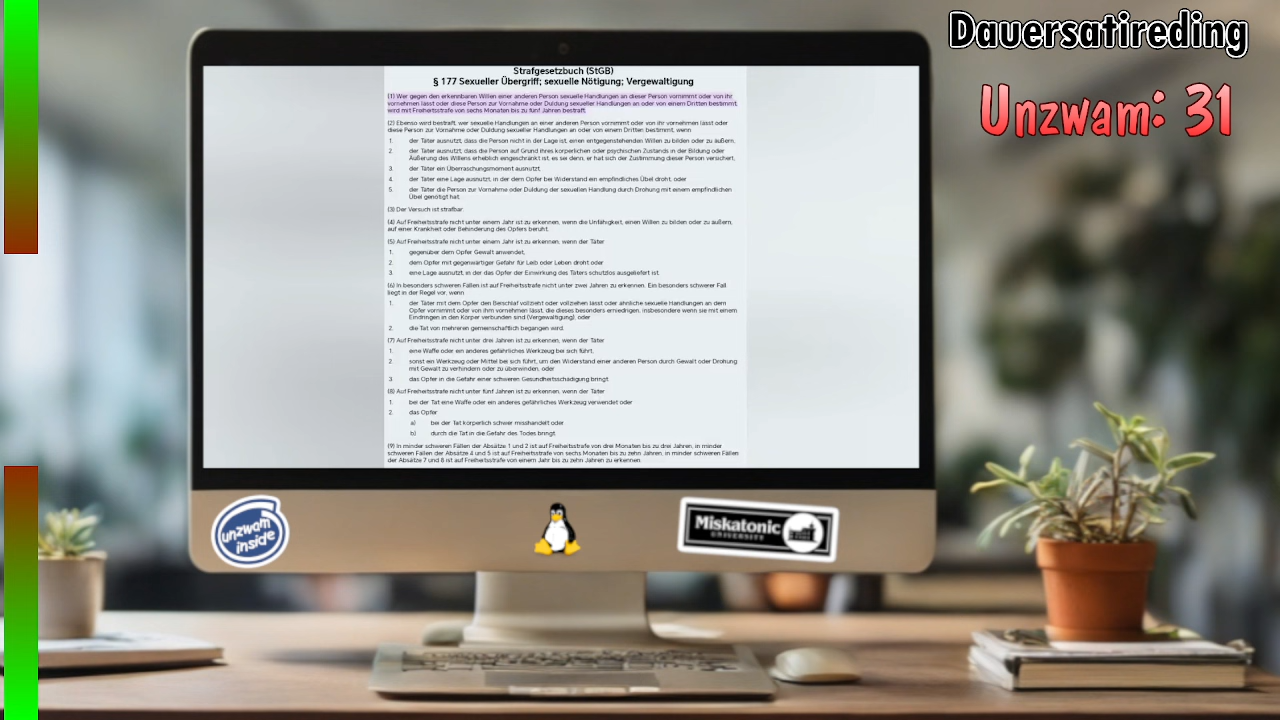 Dauersatireding
Unzwam: 31
Strafgesetzbuch (StGB)
§ 177 Sexueller Übergriff; sexuelle Nötigung; Vergewaltigung
(1) Wer gegen den erkennbaren Willen einer anderen Person sexuelle Handlungen an dieser Person vornimmt oder von ihr
vornehmen lässt oder diese Person zur Vornahme oder Duldung sexueller Handlungen an oder von einem Dritten bestimmt,
wird mit Freiheitsstrafe von sechs Monaten bis zu fünf Jahren bestraft.
(2) Ebenso wird bestraft, wer sexuelle Handlungen an einer anderen Person vornimmt oder von ihr vornehmen lässt oder
diese Person zur Vornahme oder Duldung sexueller Handlungen an oder von einem Dritten bestimmt, wenn
1. der Täter ausnutzt, dass die Person nicht in der Lage ist, einen entgegenstehenden Willen zu bilden oder zu äußern,
2. der Täter ausnutzt, dass die Person auf Grund ihres körperlichen oder psychischen Zustands in der Bildung oder
Äußerung des Willens erheblich eingeschränkt ist, es sei denn, er hat sich der Zustimmung dieser Person versichert,
3. der Täter ein Überraschungsmoment ausnutzt,
4. der Täter eine Lage ausnutzt, in der dem Opfer bei Widerstand ein empfindliches Übel droht, oder
5. der Täter die Person zur Vornahme oder Duldung der sexuellen Handlung durch Drohung mit einem empfindlichen
Übel genötigt hat.
(3) Der Versuch ist strafbar.
(4) Auf Freiheitsstrafe nicht unter einem Jahr ist zu erkennen, wenn die Unfähigkeit, einen Willen zu bilden oder zu äußern,
auf einer Krankheit oder Behinderung des Opfers beruht.
(5) Auf Freiheitsstrafe nicht unter einem Jahr ist zu erkennen, wenn der Täter
1. gegenüber dem Opfer Gewalt anwendet,
2. dem Opfer mit gegenwärtiger Gefahr für Leib oder Leben droht oder
3. eine Lage ausnutzt, in der das Opfer der Einwirkung des Täters schutzlos ausgeliefert ist.
(6) In besonders schweren Fällen ist auf Freiheitsstrafe nicht unter zwei Jahren zu erkennen. Ein besonders schwerer Fall
liegt in der Regel vor, wenn
1. der Täter mit dem Opfer den Beischlaf vollzieht oder vollziehen lässt oder ähnliche sexuelle Handlungen an dem
Opfer vornimmt oder von ihm vornehmen lässt, die dieses besonders erniedrigen, insbesondere wenn sie mit einem
Eindringen in den Körper verbunden sind (Vergewaltigung), oder
2. die Tat von mehreren gemeinschaftlich begangen wird.
(7) Auf Freiheitsstrafe nicht unter drei Jahren ist zu erkennen, wenn der Täter
1. eine Waffe oder ein anderes gefährliches Werkzeug bei sich führt,
2. sonst ein Werkzeug oder Mittel bei sich führt, um den Widerstand einer anderen Person durch Gewalt oder Drohung
mit Gewalt zu verhindern oder zu überwinden, oder
3. das Opfer in die Gefahr einer schweren Gesundheitsschädigung bringt.
(8) Auf Freiheitsstrafe nicht unter fünf Jahren ist zu erkennen, wenn der Täter
1. bei der Tat eine Waffe oder ein anderes gefährliches Werkzeug verwendet oder
2. das Opfer
a) bei der Tat körperlich schwer misshandelt oder
b) durch die Tat in die Gefahr des Todes bringt.
(9) In minder schweren Fällen der Absätze 1 und 2 ist auf Freiheitsstrafe von drei Monaten bis zu drei Jahren, in minder
schweren Fällen der Absätze 4 und 5 ist auf Freiheitsstrafe von sechs Monaten bis zu zehn Jahren, in minder schweren Fällen
der Absätze 7 und 8 ist auf Freiheitsstrafe von einem Jahr bis zu zehn Jahren zu erkennen.
unzwam
inside
Miskatonic
UNIVERSITY